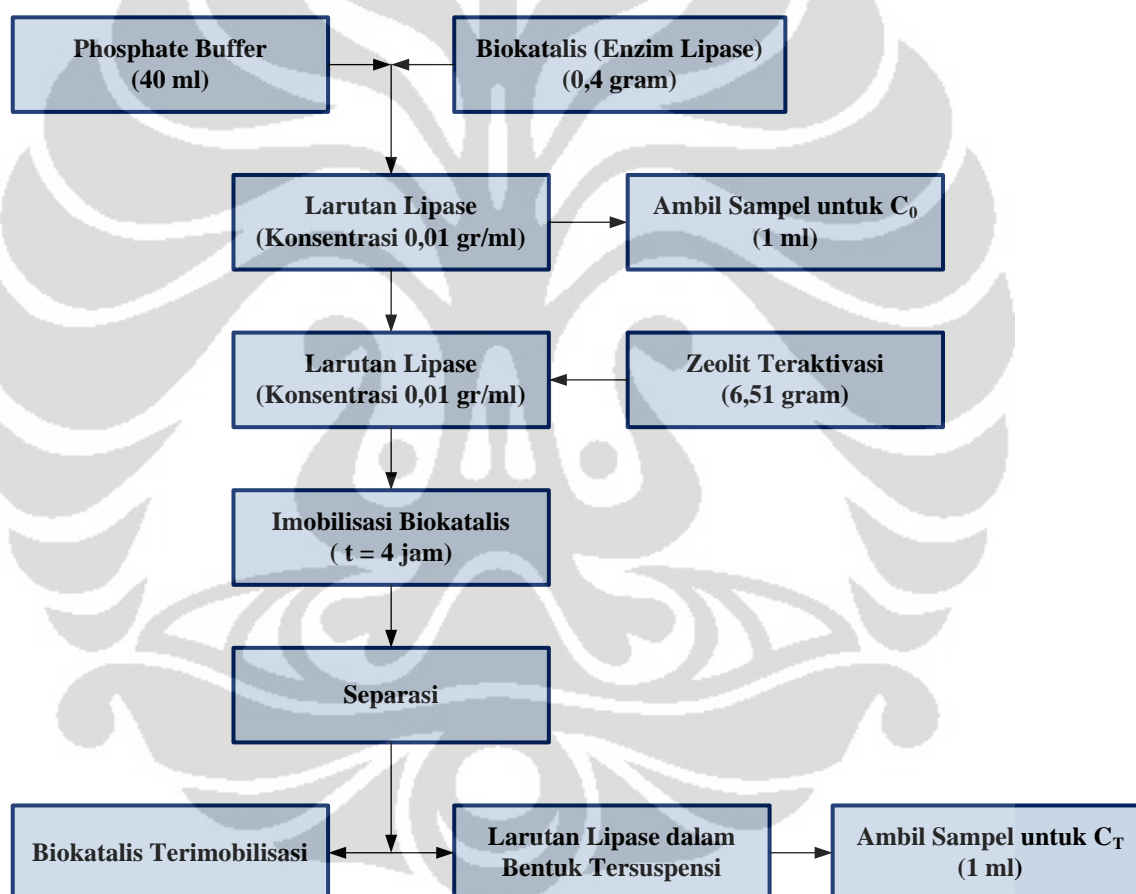 Phosphate Buffer
(40 ml)
Biokatalis (Enzim Lipase)
(0,4 gram)
Larutan Lipase
(Konsentrasi 0,01 gr/ml)
Ambil Sampel untuk C₀
(1 ml)
Larutan Lipase
(Konsentrasi 0,01 gr/ml)
Zeolit Teraktivasi
(6,51 gram)
Imobilisasi Biokatalis
( t = 4 jam)
Separasi
Biokatalis Terimobilisasi
Larutan Lipase dalam
Bentuk Tersuspensi
Ambil Sampel untuk C_T
(1 ml)